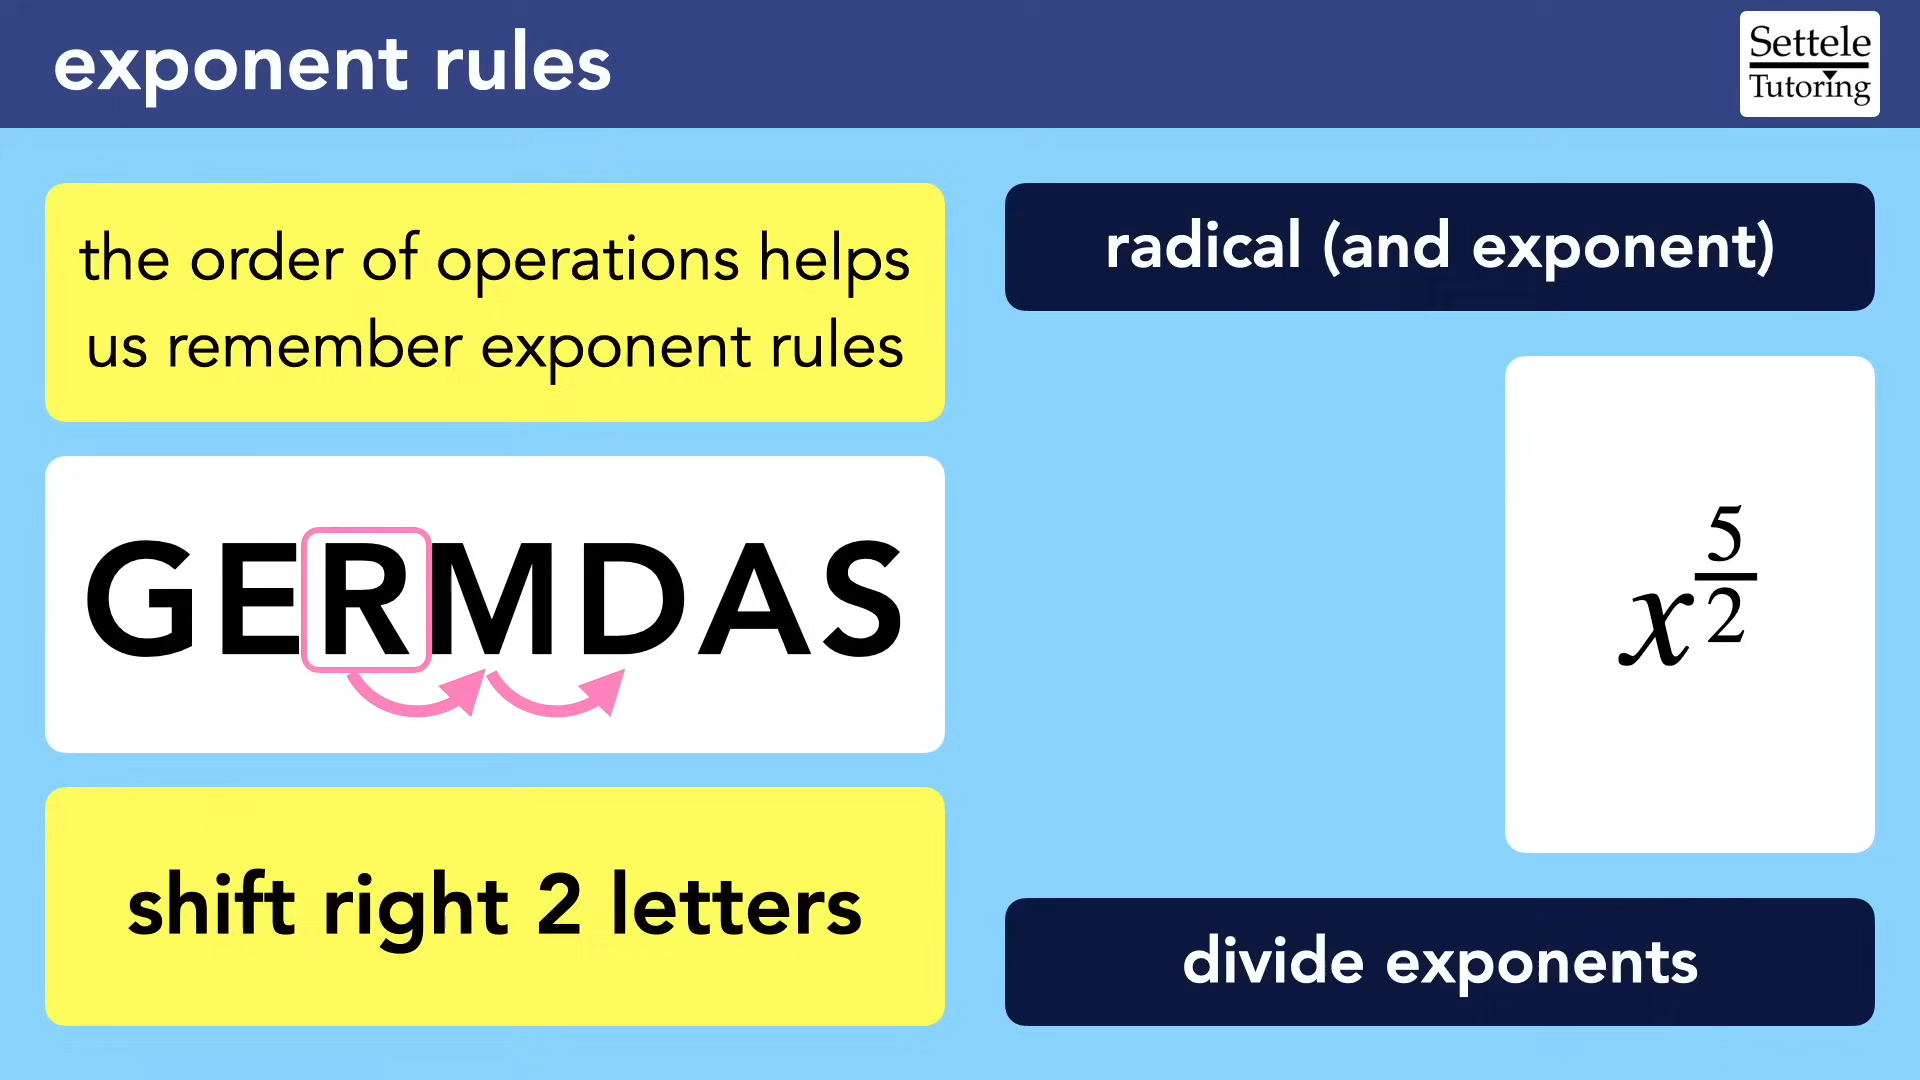 exponent rules
Settele
Tutoring
the order of operations helps
us remember exponent rules
GERMDAS
shift right 2 letters
radical (and exponent)
x^{\frac{5}{2}}
divide exponents